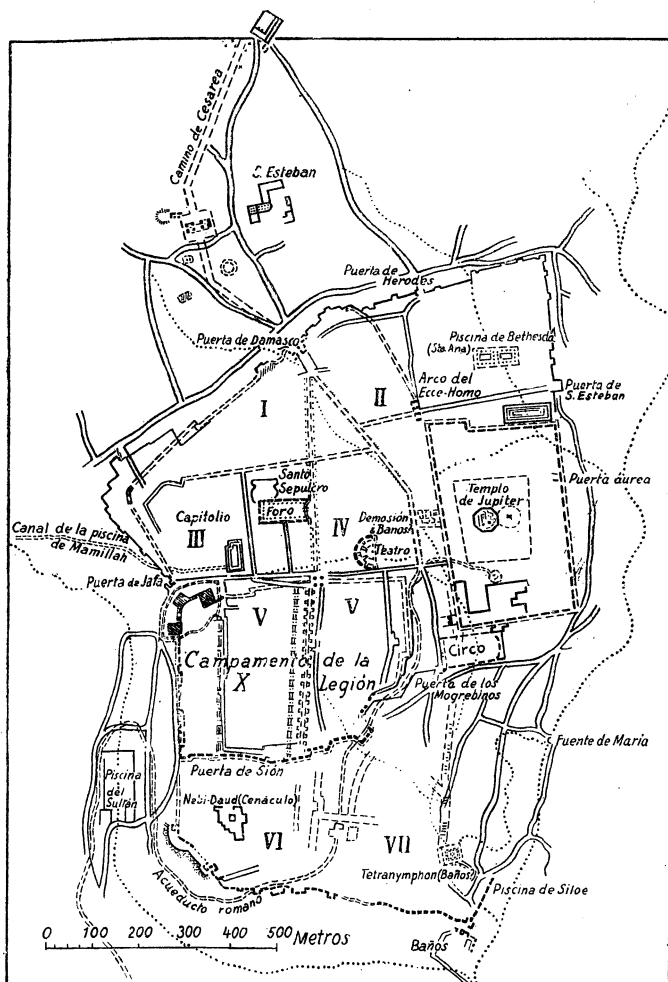 Camino de Cesarea
S. Esteban
Puerta de
Herodes
Puerta de Damasco
Piscina de Bethesda
(Sta Ana)
Arco del
Ecce-Homo
Puerta de
S. Esteban
I
II
Santo
Sepulcro
Foro
Capitolio
III
IV
Demosión
Baños
Teatro
Templo
de Jupiter
Puerta áurea
Canal de la piscina
de Mamillah
Puerta de Jafa
V
V
Campamento de la
X
Legión
Circo
Puerta de los
Mogrebinos
Fuente de Maria
Puerta de Sión
Piscina
del
Sultán
Nebi-Daud (Cenáculo)
VI
VII
Tetranymphon (Baños)
Piscina de Siloe
Acueducto romano
Baños
0 100 200 300 400 500 Metros